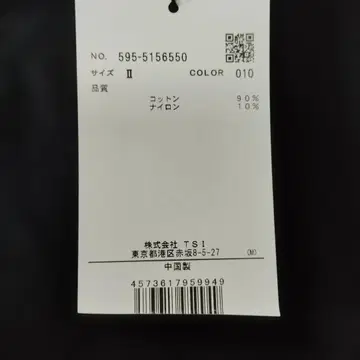 NO. 595-5156550
サイズ Ⅱ COLOR 010
品質
コットン 90%
ナイロン 10%
株式会社 TSI
東京都港区赤坂8-5-27 (M)
中国製
4573617959949